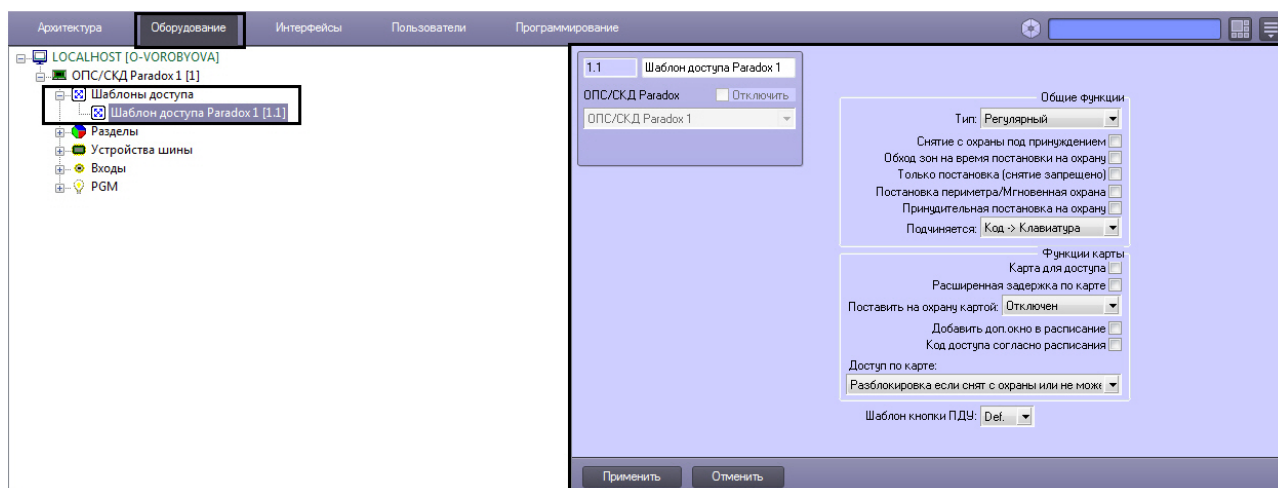 Архитектура Оборудование Интерфейсы Пользователи Программирование
LOCALHOST [O-VOROBYOVA]
ОПС/СКД Paradox 1 [1]
Шаблоны доступа
Шаблон доступа Paradox 1 [1.1]
Разделы
Устройства шины
Входы
PGM
1.1 Шаблон доступа Paradox 1
ОПС/СКД Paradox Отключить
ОПС/СКД Paradox 1
Общие функции
Тип: Регулярный
Снятие с охраны под принуждением
Обход зон на время постановки на охрану
Только постановка (снятие запрещено)
Постановка периметра/Мгновенная охрана
Принудительная постановка на охрану
Подчиняется: Код -> Клавиатура
Функции карты
Карта для доступа
Расширенная задержка по карте
Поставить на охрану картой: Отключен
Добавить доп.окно в расписание
Код доступа согласно расписания
Доступ по карте:
Разблокировка если снят с охраны или не може
Шаблон кнопки ПДУ: Def.
Применить Отменить